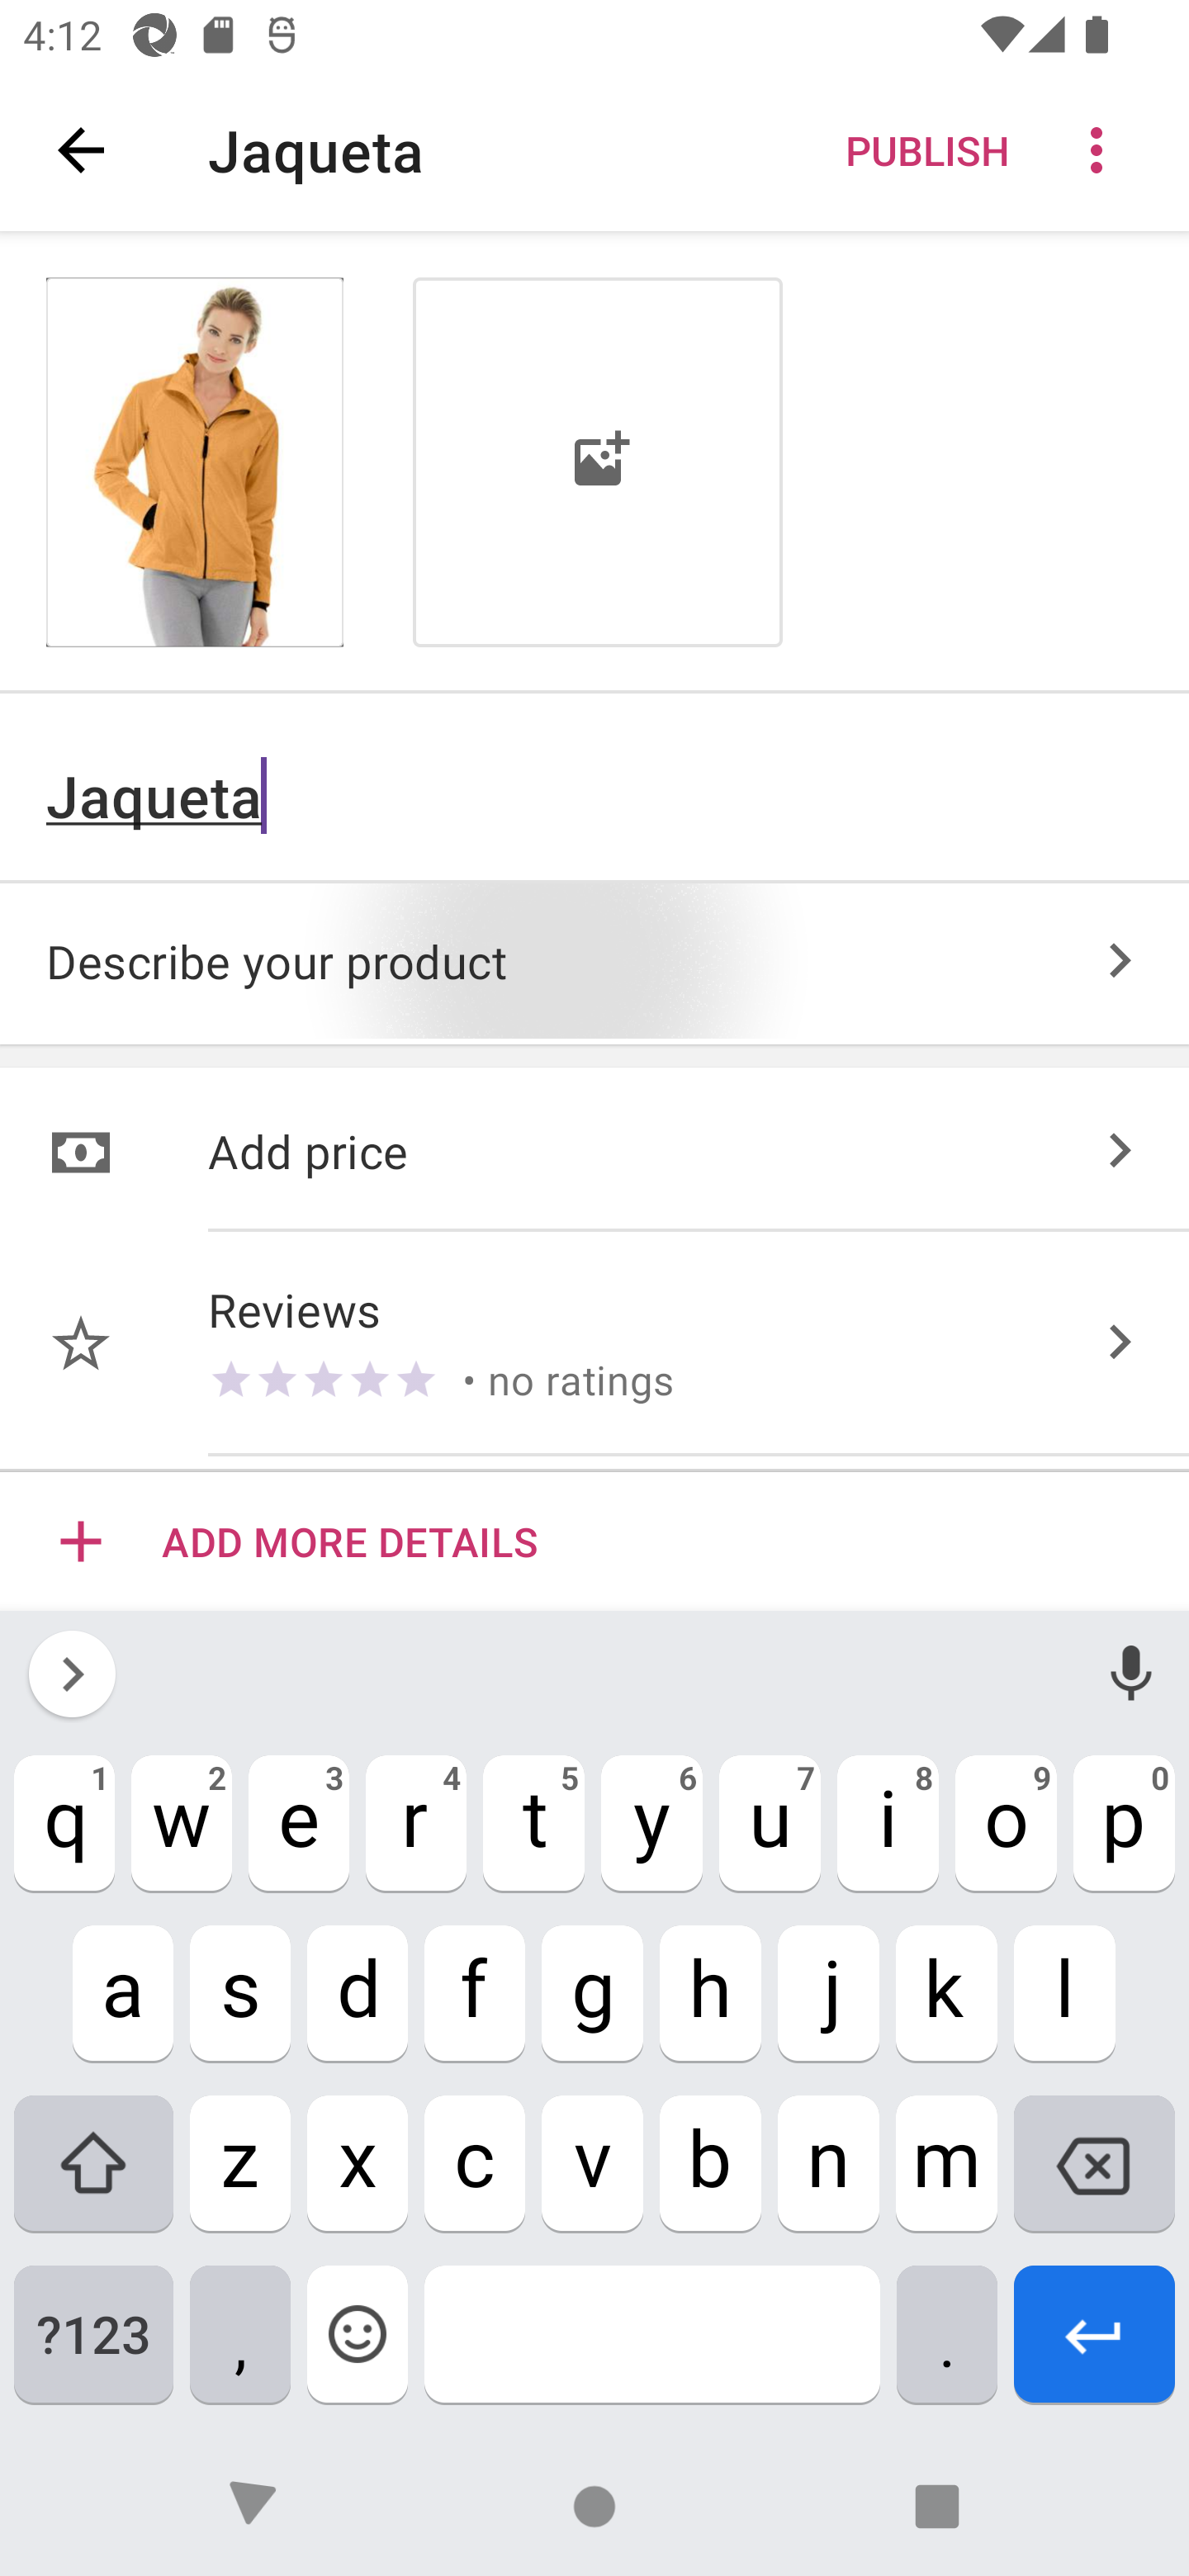 4:12
Jaqueta
PUBLISH
Jaqueta
Describe your product
Add price
Reviews
• no ratings
ADD MORE DETAILS
q 1 w 2 e 3 r 4 t 5 y 6 u 7 i 8 o 9 p 0
a s d f g h j k l
z x c v b n m
?123 , .